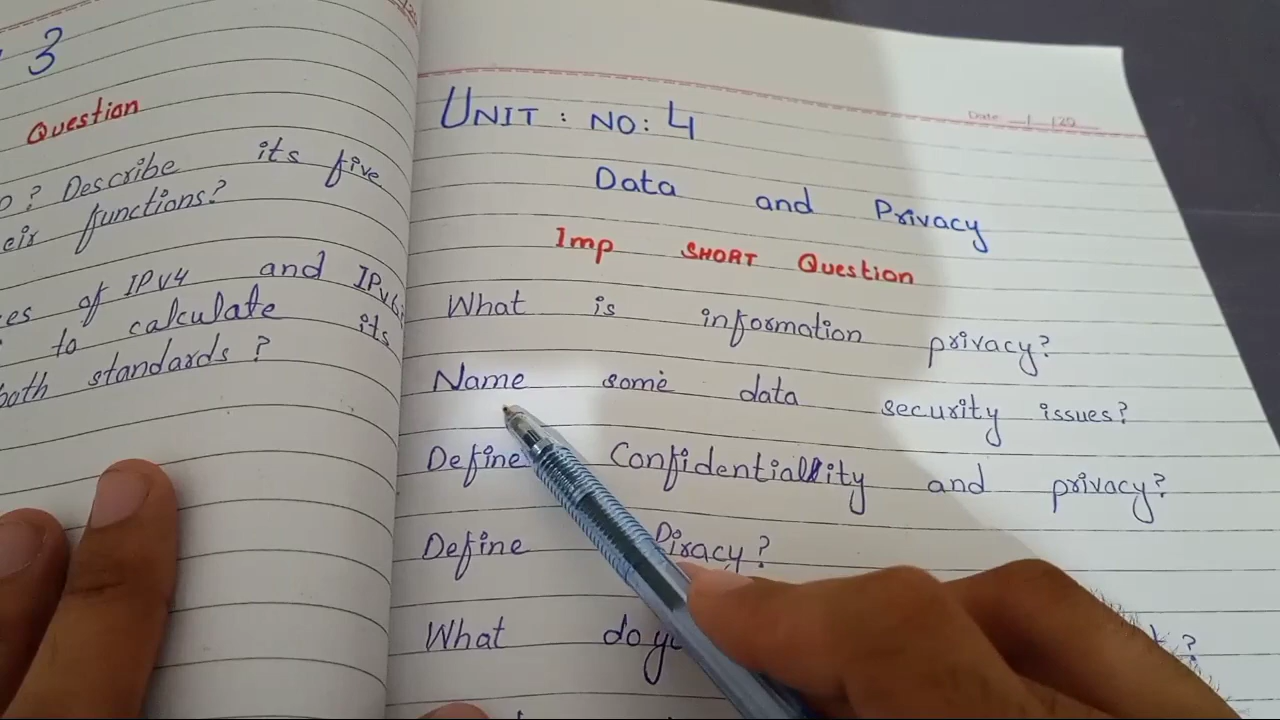 3
Question
? Describe its five
functions?
of IPv4 and IPv6
to calculate its
both standards?
Date
UNIT : NO: 4
Data and Privacy
Imp SHORT Question
What is information privacy?
Name some data security issues?
Define Confidentiallity and privacy?
Define Piracy?
What do